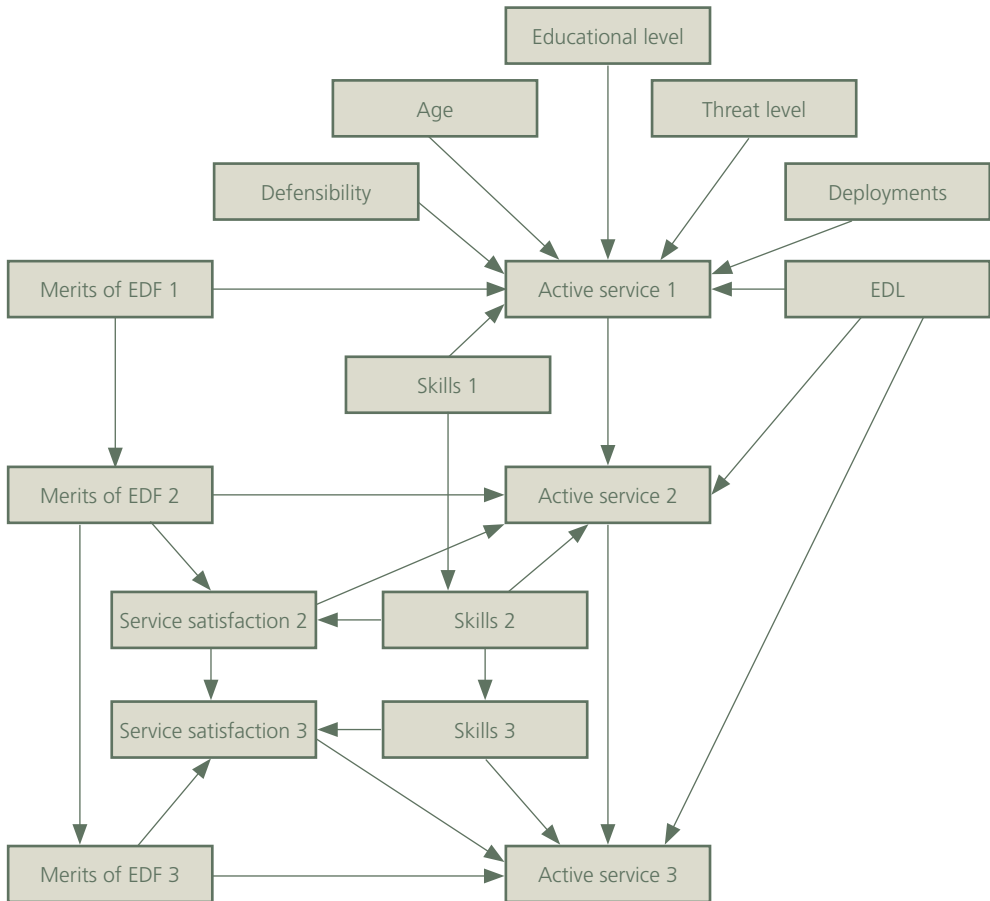 Educational level
Age
Threat level
Defensibility
Deployments
Merits of EDF 1
Active service 1
EDL
Skills 1
Merits of EDF 2
Active service 2
Service satisfaction 2
Skills 2
Service satisfaction 3
Skills 3
Merits of EDF 3
Active service 3